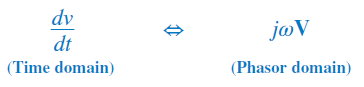 dv/dt ⇔ jωV
(Time domain) (Phasor domain)